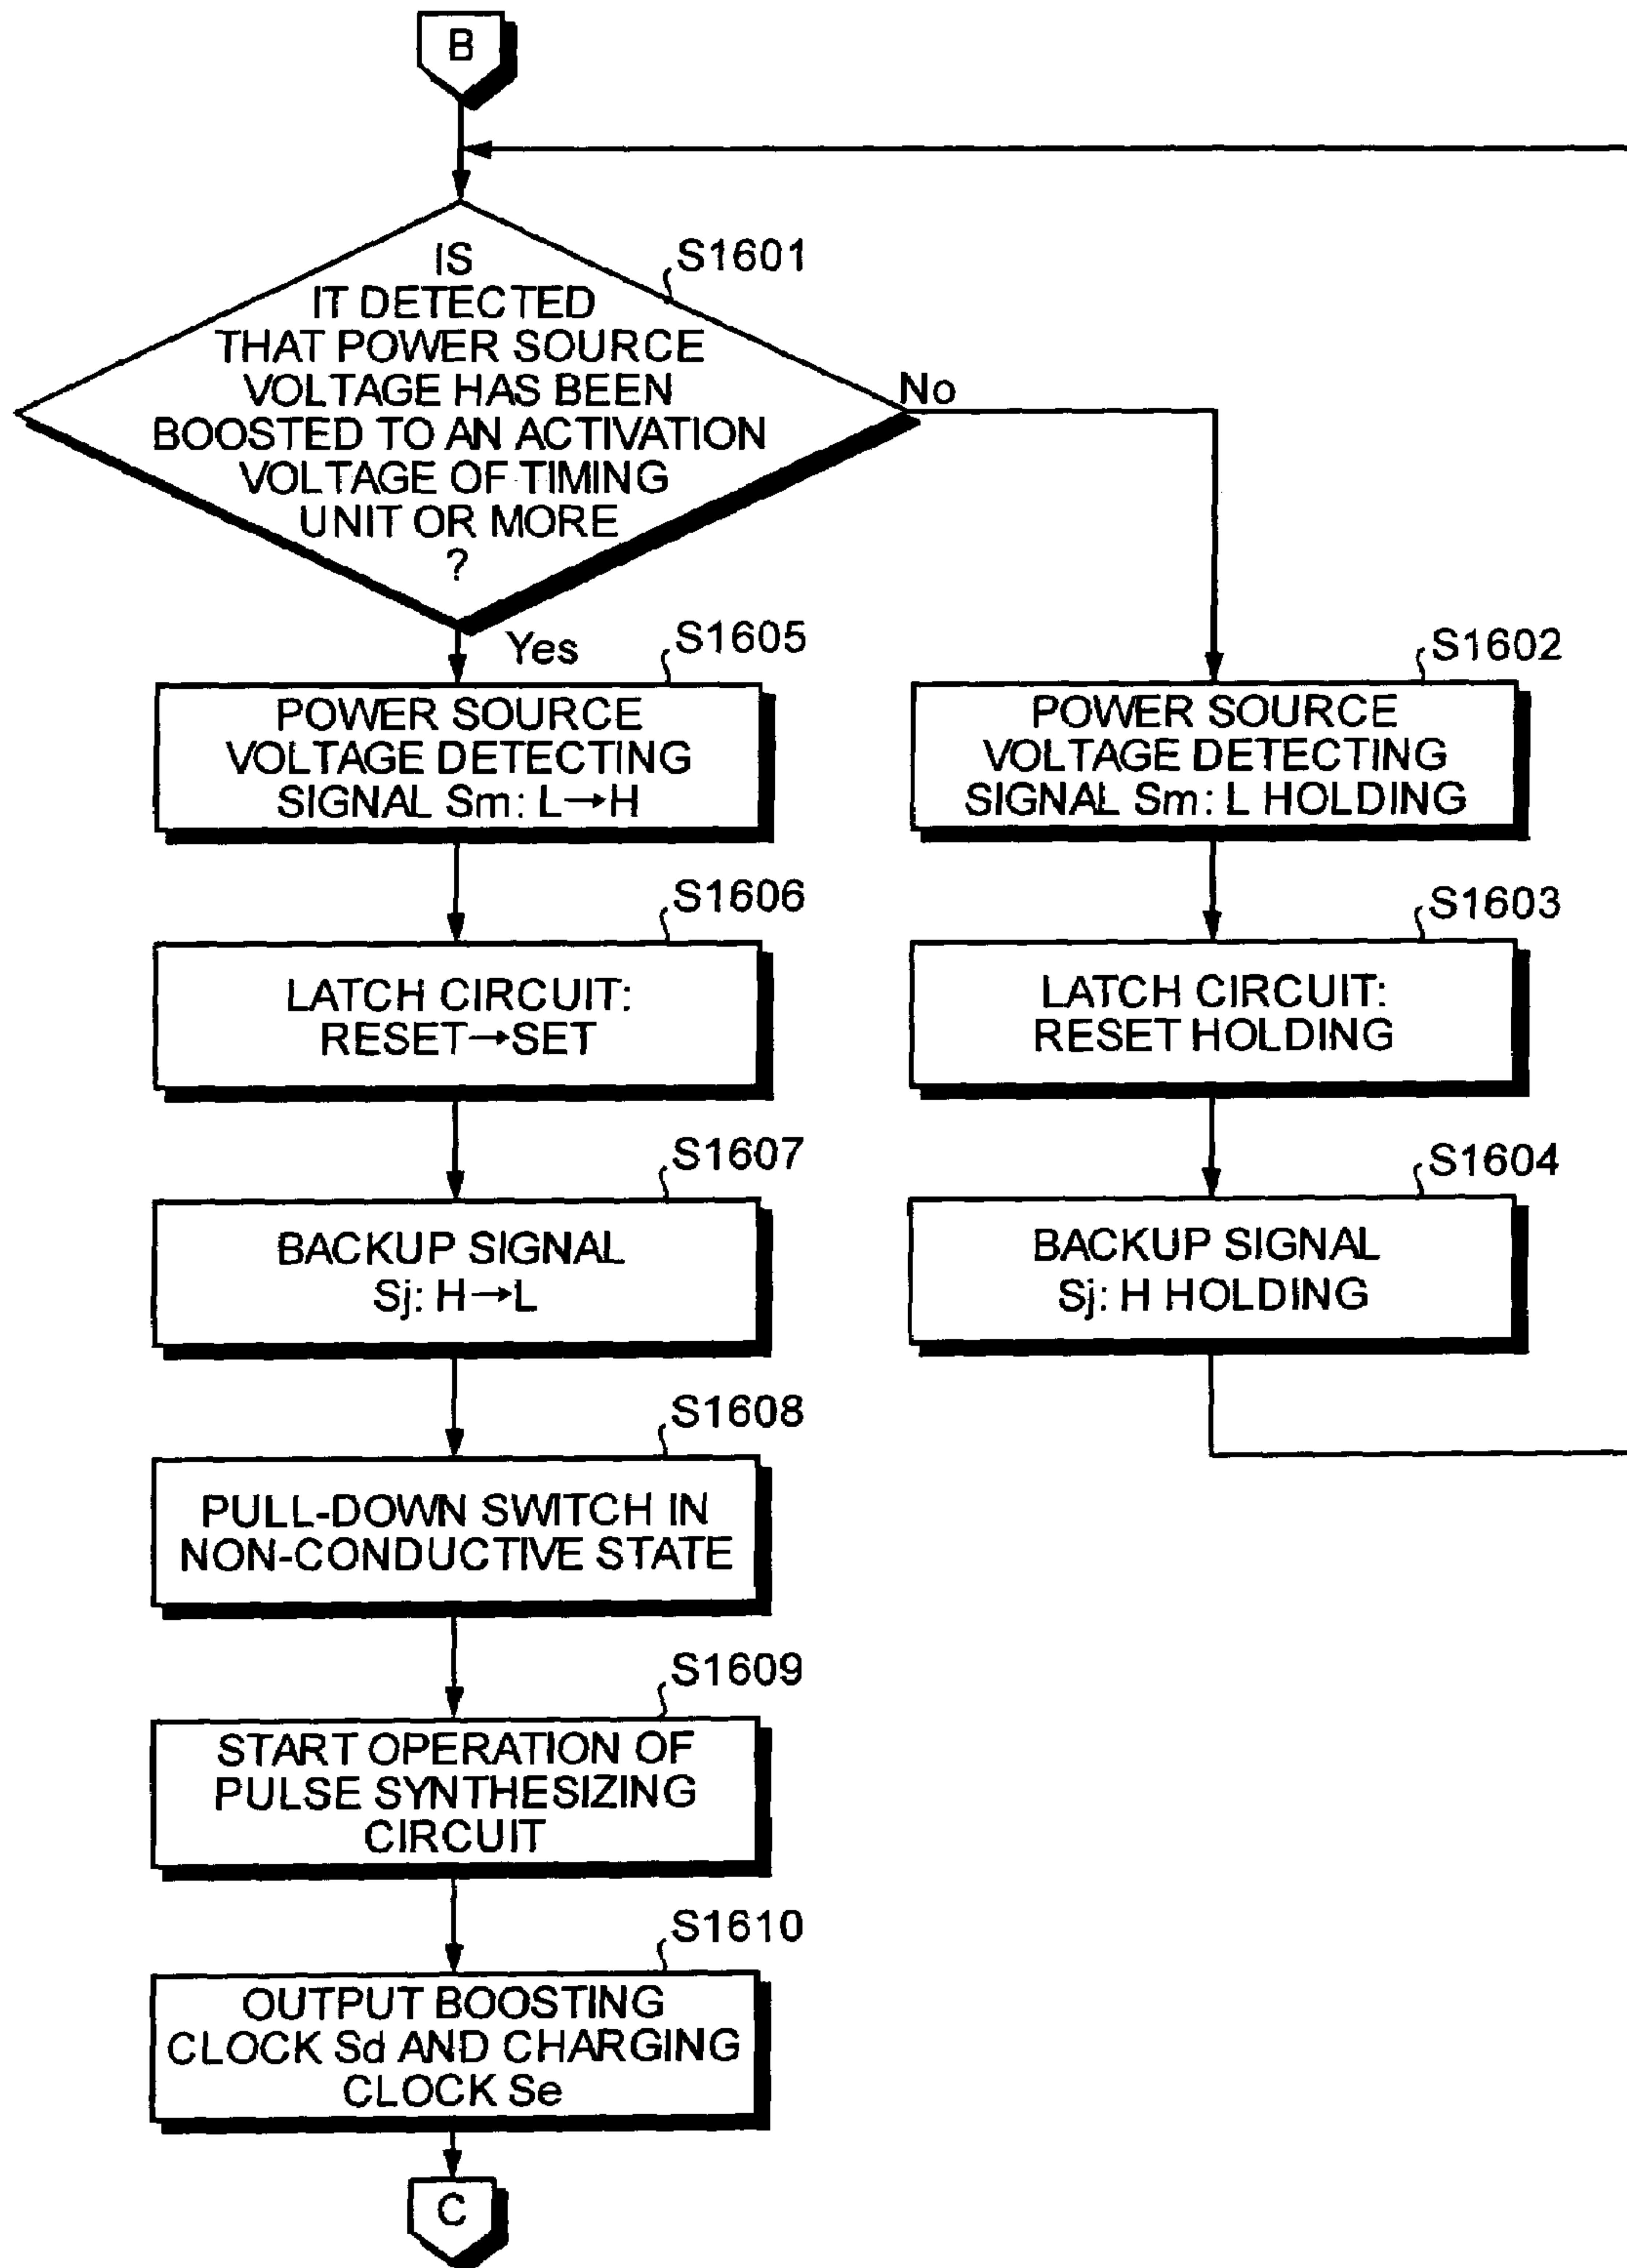 B
S1601
IS
IT DETECTED
THAT POWER SOURCE
VOLTAGE HAS BEEN
BOOSTED TO AN ACTIVATION
VOLTAGE OF TIMING
UNIT OR MORE
?
No
Yes
S1605
POWER SOURCE
VOLTAGE DETECTING
SIGNAL Sm: L→H
S1602
POWER SOURCE
VOLTAGE DETECTING
SIGNAL Sm: L HOLDING
S1606
LATCH CIRCUIT:
RESET→SET
S1603
LATCH CIRCUIT:
RESET HOLDING
S1607
BACKUP SIGNAL
Sj: H→L
S1604
BACKUP SIGNAL
Sj: H HOLDING
S1608
PULL-DOWN SWITCH IN
NON-CONDUCTIVE STATE
S1609
START OPERATION OF
PULSE SYNTHESIZING
CIRCUIT
S1610
OUTPUT BOOSTING
CLOCK Sd AND CHARGING
CLOCK Se
C